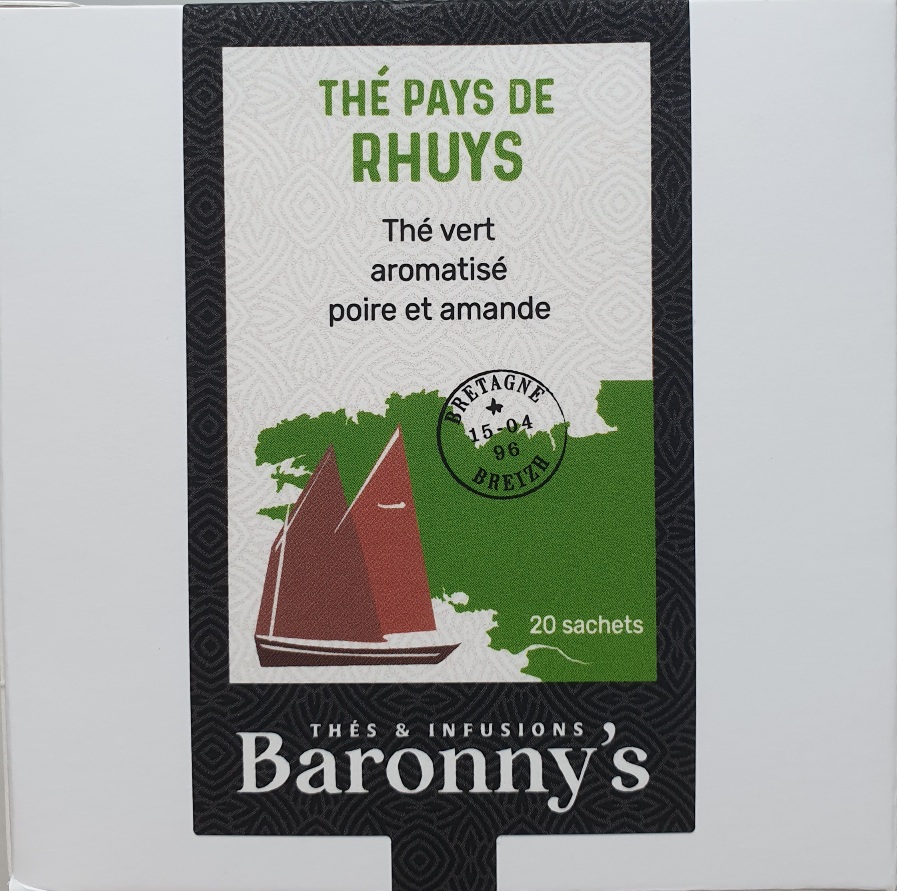 THÉ PAYS DE
RHUYS
Thé vert
aromatisé
poire et amande
BRETAGNE
15-04
96
BREIZH
20 sachets
THÉS & INFUSIONS
Baronny's